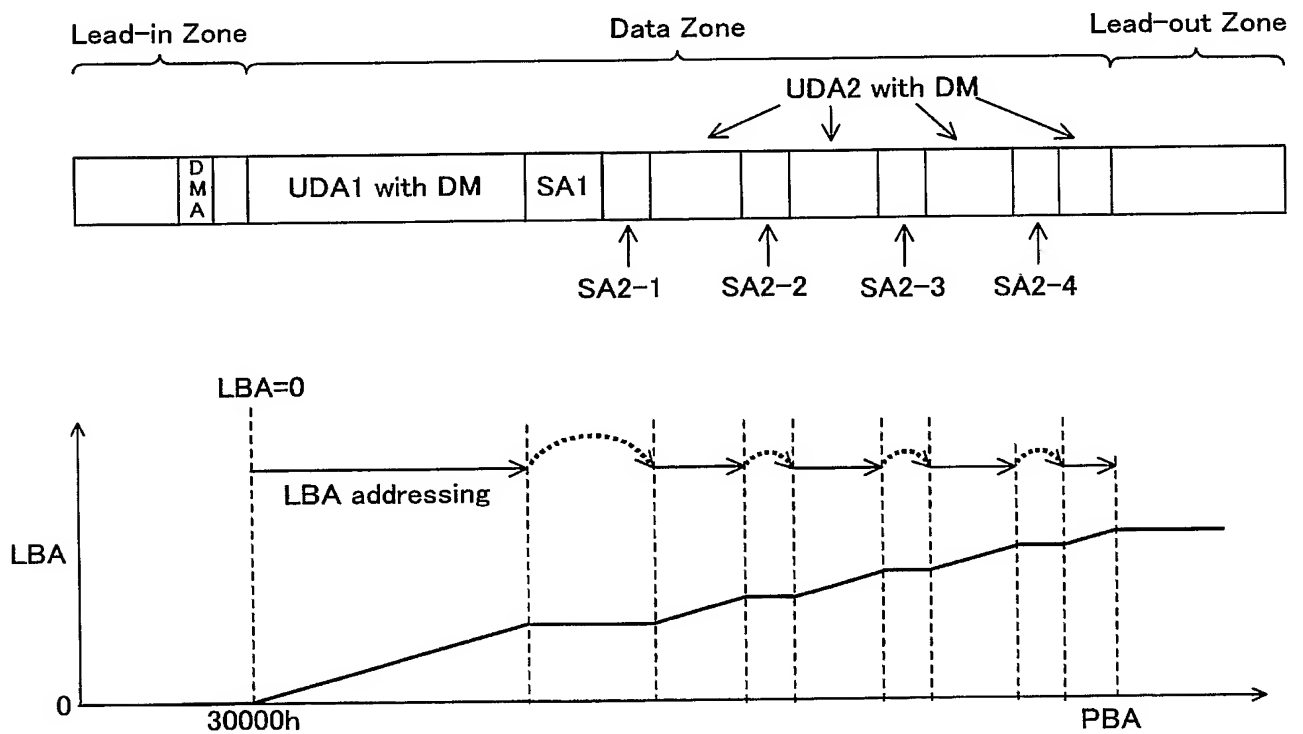 Lead-in Zone
Data Zone
Lead-out Zone
UDA2 with DM
DMA
UDA1 with DM
SA1
SA2-1
SA2-2
SA2-3
SA2-4
LBA=0
LBA addressing
LBA
0
30000h
PBA